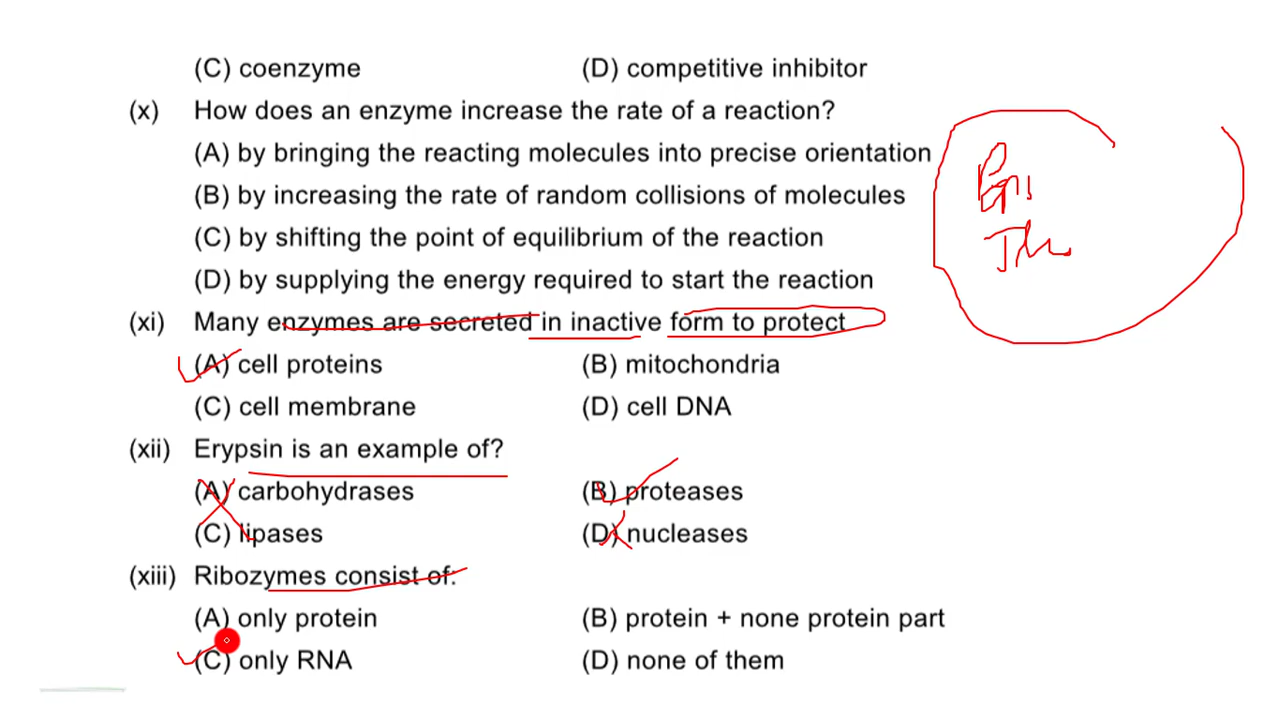 (C) coenzyme (D) competitive inhibitor
(x) How does an enzyme increase the rate of a reaction?
(A) by bringing the reacting molecules into precise orientation
(B) by increasing the rate of random collisions of molecules
(C) by shifting the point of equilibrium of the reaction
(D) by supplying the energy required to start the reaction
(xi) Many enzymes are secreted in inactive form to protect
(A) cell proteins (B) mitochondria
(C) cell membrane (D) cell DNA
(xii) Erypsin is an example of?
(A) carbohydrases (B) proteases
(C) lipases (D) nucleases
(xiii) Ribozymes consist of:
(A) only protein (B) protein + none protein part
(C) only RNA (D) none of them